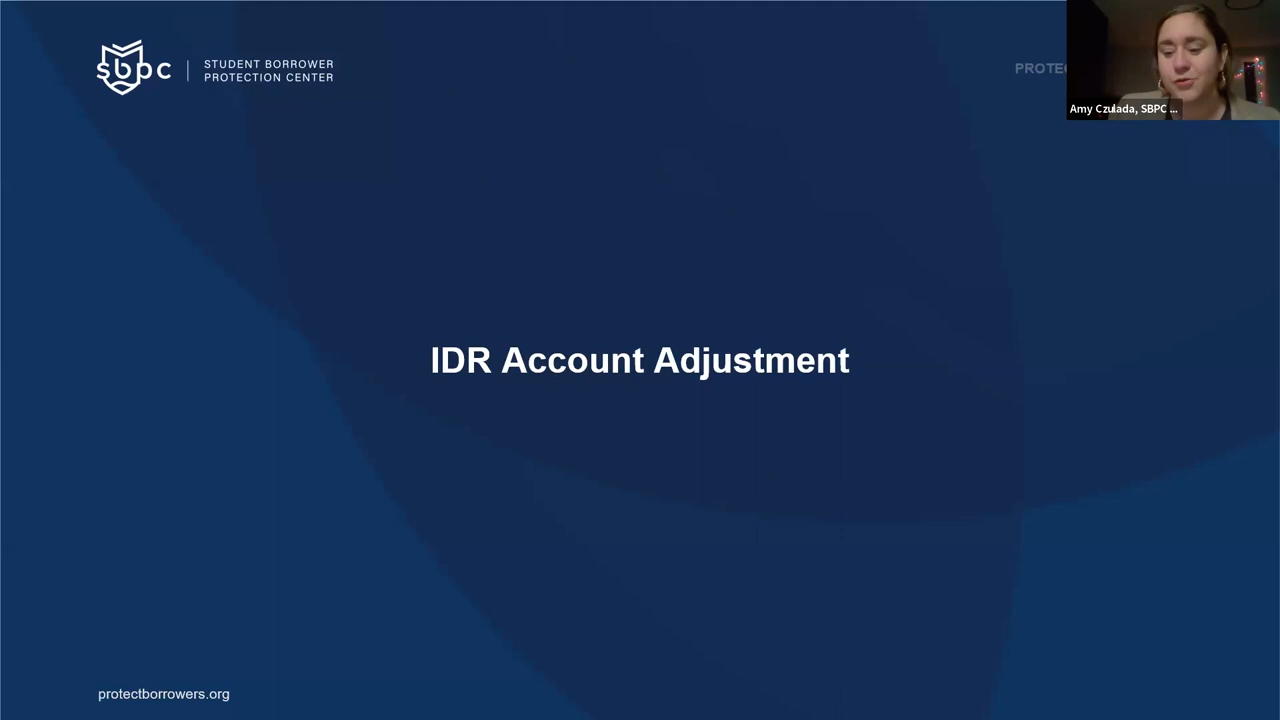 sbpc
STUDENT BORROWER
PROTECTION CENTER
Amy Czulada, SBPC ...
IDR Account Adjustment
protectborrowers.org